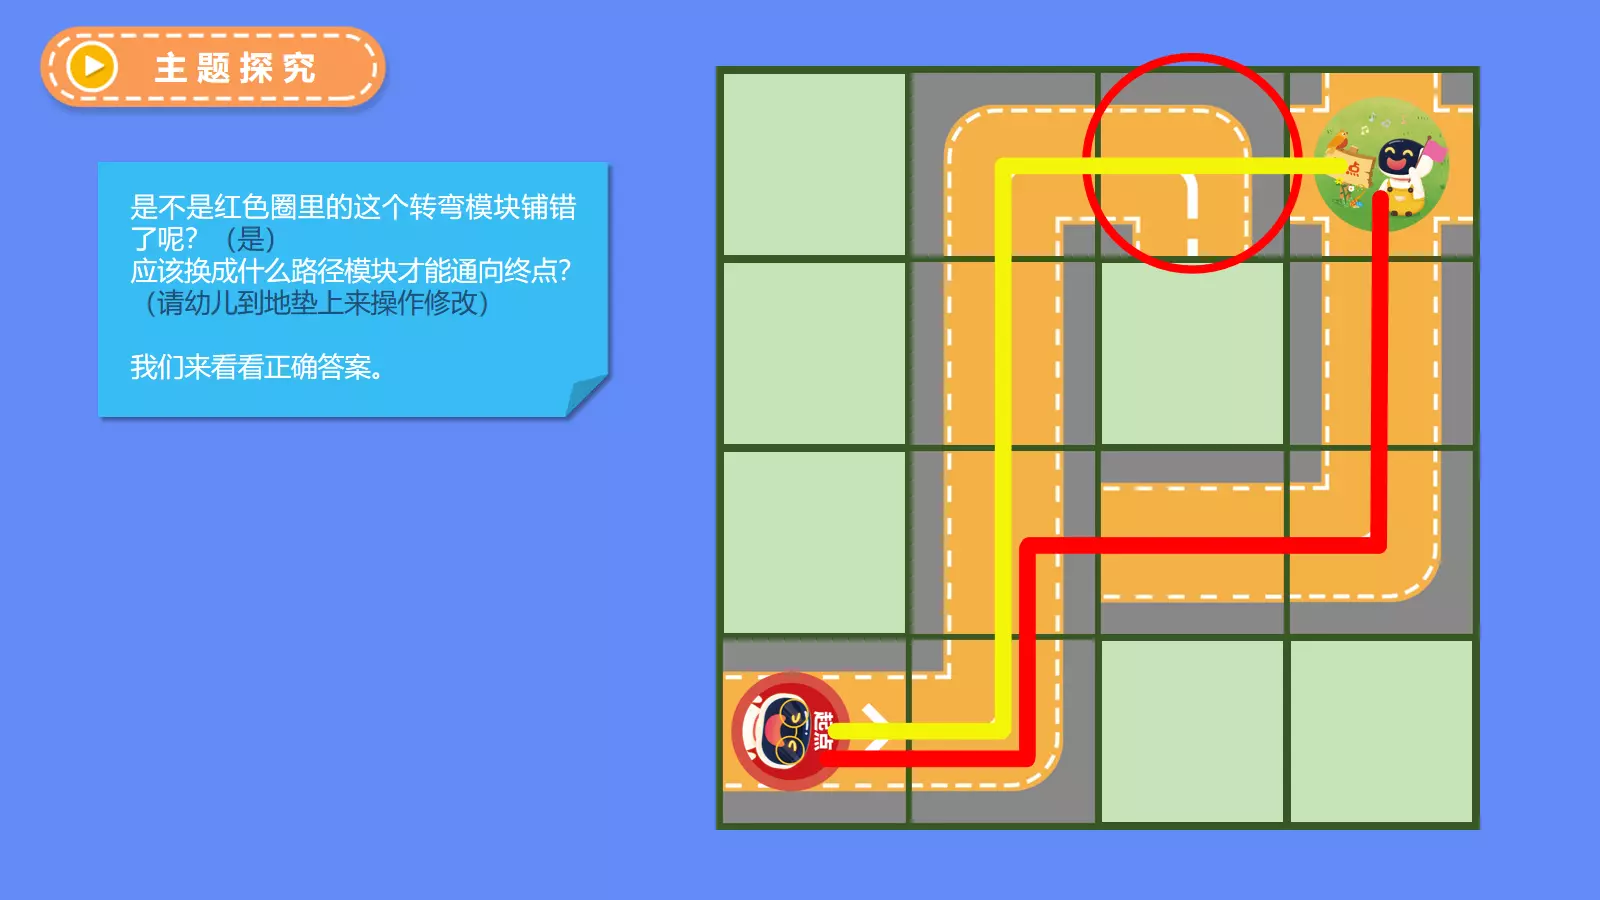 主题探究
是不是红色圈里的这个转弯模块铺错
了呢？（是）
应该换成什么路径模块才能通向终点？
（请幼儿到地垫上来操作修改）
我们来看看正确答案。
点
起点